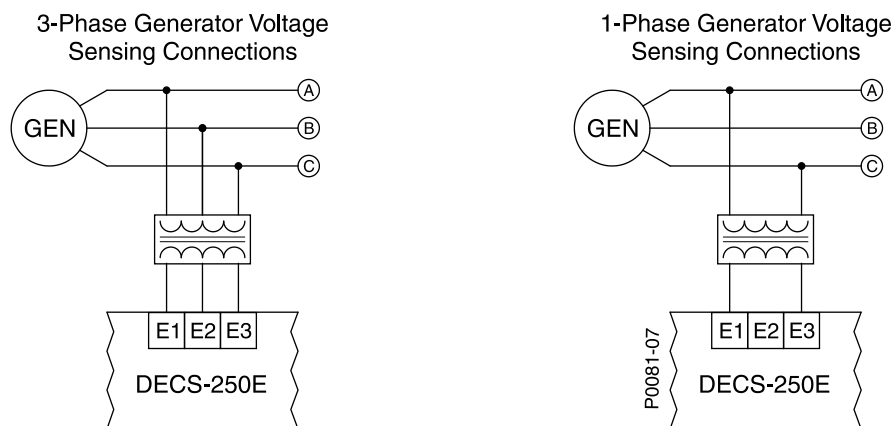 3-Phase Generator Voltage
Sensing Connections
GEN
A
B
C
E1 E2 E3
DECS-250E
1-Phase Generator Voltage
Sensing Connections
GEN
A
B
C
E1 E2 E3
DECS-250E
P0081-07